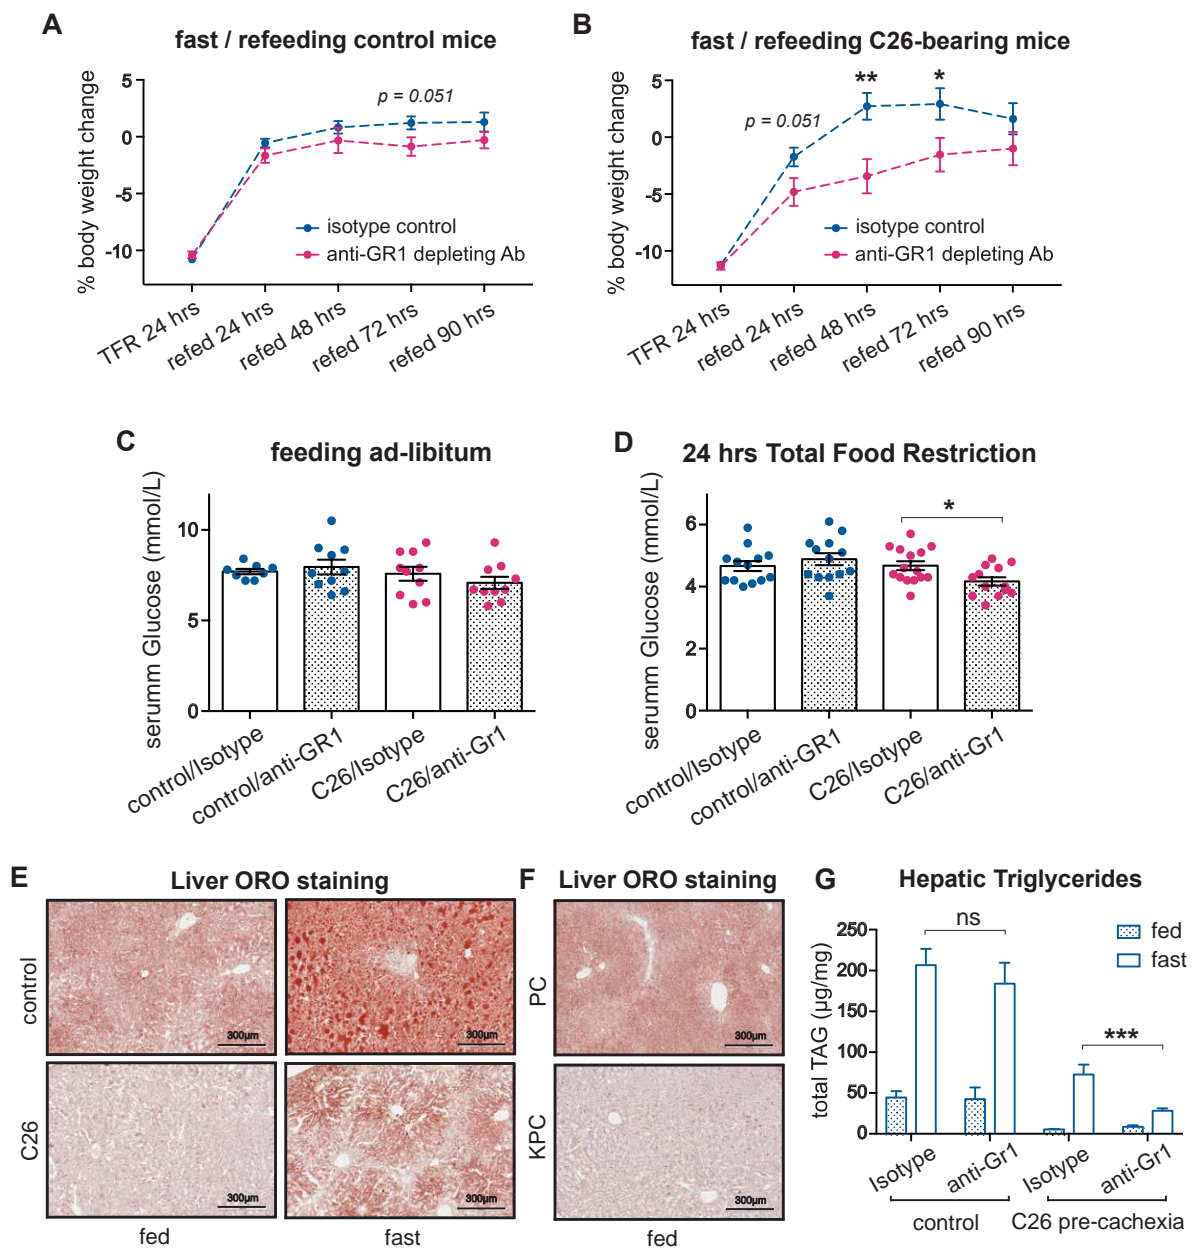 A
fast / refeeding control mice
% body weight change
5
0
-5
-10
p = 0.051
isotype control
anti-GR1 depleting Ab
TFR 24 hrs
refed 24 hrs
refed 48 hrs
refed 72 hrs
refed 90 hrs
B
fast / refeeding C26-bearing mice
% body weight change
5
0
-5
-10
p = 0.051
**
*
isotype control
anti-GR1 depleting Ab
TFR 24 hrs
refed 24 hrs
refed 48 hrs
refed 72 hrs
refed 90 hrs
C
feeding ad-libitum
serumm Glucose (mmol/L)
10
5
0
control/Isotype
control/anti-GR1
C26/Isotype
C26/anti-Gr1
D
24 hrs Total Food Restriction
serumm Glucose (mmol/L)
6
4
2
0
*
control/Isotype
control/anti-GR1
C26/Isotype
C26/anti-Gr1
E
Liver ORO staining
control
C26
300µm
300µm
300µm
300µm
fed
fast
F
Liver ORO staining
PC
KPC
300µm
300µm
fed
G
Hepatic Triglycerides
total TAG (µg/mg)
250
200
150
100
50
0
ns
***
fed
fast
Isotype
anti-Gr1
Isotype
anti-Gr1
control
C26 pre-cachexia